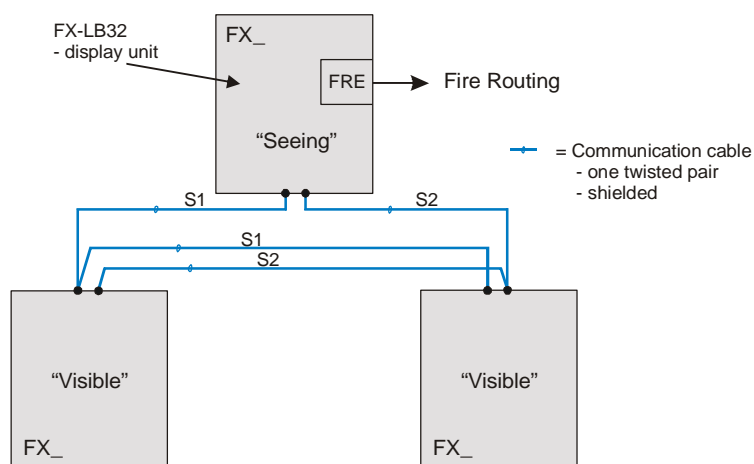 FX-LB32
- display unit
FX_
FRE
Fire Routing
“Seeing”
= Communication cable
- one twisted pair
- shielded
S1
S2
S1
S2
“Visible”
“Visible”
FX_
FX_